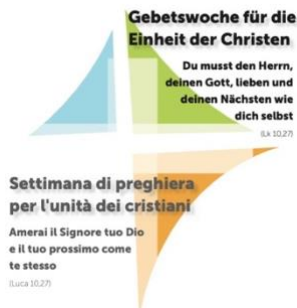 Gebetswoche für die
Einheit der Christen
Du musst den Herrn,
deinen Gott, lieben und
deinen Nächsten wie
dich selbst
(Lk 10,27)
Settimana di preghiera
per l'unità dei cristiani
Amerai il Signore tuo Dio
e il tuo prossimo come
te stesso
(Luca 10,27)